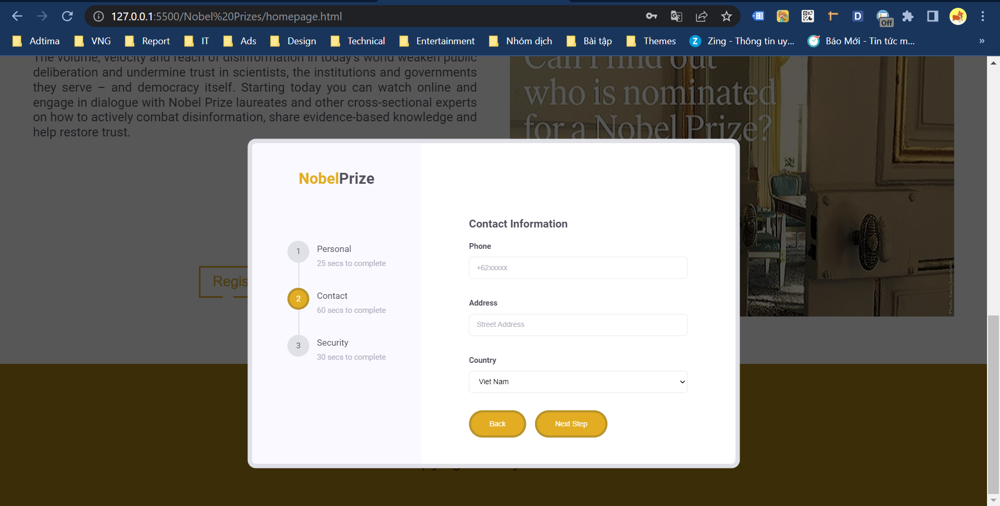 127.0.0.1:5500/Nobel%20Prizes/homepage.html
Off
Adtima
VNG
Report
IT
Ads
Design
Technical
Entertainment
Nhóm dịch
Bài tập
Themes
Zing - Thông tin uy...
Báo Mới - Tin tức m...
»
The volume, velocity and reach of disinformation in today's world weaken public
deliberation and undermine trust in scientists, the institutions and governments
they serve – and democracy itself. Starting today you can watch online and
engage in dialogue with Nobel Prize laureates and other cross-sectional experts
on how to actively combat disinformation, share evidence-based knowledge and
help restore trust.
Can I find out
who is nominated
for a Nobel Prize?
Regis
NobelPrize
1
Personal
25 secs to complete
2
Contact
60 secs to complete
3
Security
30 secs to complete
Contact Information
Phone
+62xxxxx
Address
Street Address
Country
Viet Nam
Back
Next Step